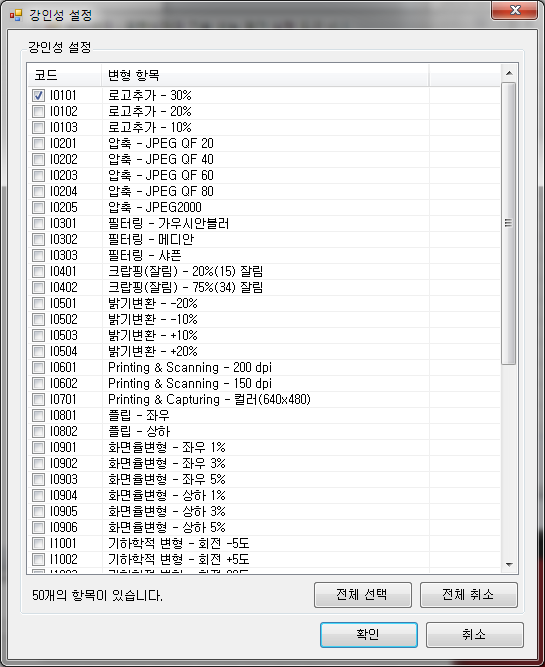 강인성 설정
강인성 설정
코드 변형 항목
I0101 로고추가 - 30%
I0102 로고추가 - 20%
I0103 로고추가 - 10%
I0201 압축 - JPEG QF 20
I0202 압축 - JPEG QF 40
I0203 압축 - JPEG QF 60
I0204 압축 - JPEG QF 80
I0205 압축 - JPEG2000
I0301 필터링 - 가우시안블러
I0302 필터링 - 메디안
I0303 필터링 - 샤픈
I0401 크랍핑(잘림) - 20%(15) 잘림
I0402 크랍핑(잘림) - 75%(34) 잘림
I0501 밝기변환 - -20%
I0502 밝기변환 - -10%
I0503 밝기변환 - +10%
I0504 밝기변환 - +20%
I0601 Printing & Scanning - 200 dpi
I0602 Printing & Scanning - 150 dpi
I0701 Printing & Capturing - 컬러(640x480)
I0801 플립 - 좌우
I0802 플립 - 상하
I0901 화면율변형 - 좌우 1%
I0902 화면율변형 - 좌우 3%
I0903 화면율변형 - 좌우 5%
I0904 화면율변형 - 상하 1%
I0905 화면율변형 - 상하 3%
I0906 화면율변형 - 상하 5%
I1001 기하학적 변형 - 회전 -5도
I1002 기하학적 변형 - 회전 +5도
50개의 항목이 있습니다. 전체 선택 전체 취소
확인 취소